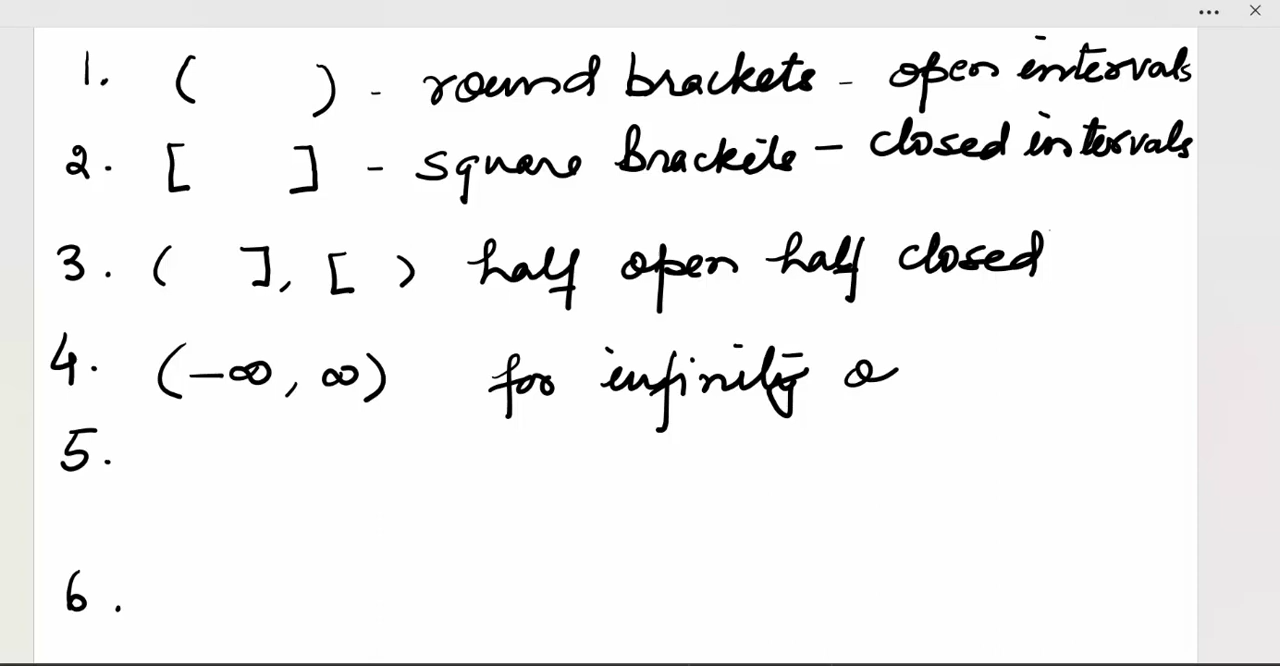 1. ( ) - round brackets - open intervals
2. [ ] - square brackets - closed intervals
3. ( ], [ ) half open half closed
4. (-∞, ∞) for infinity o
5.
6.